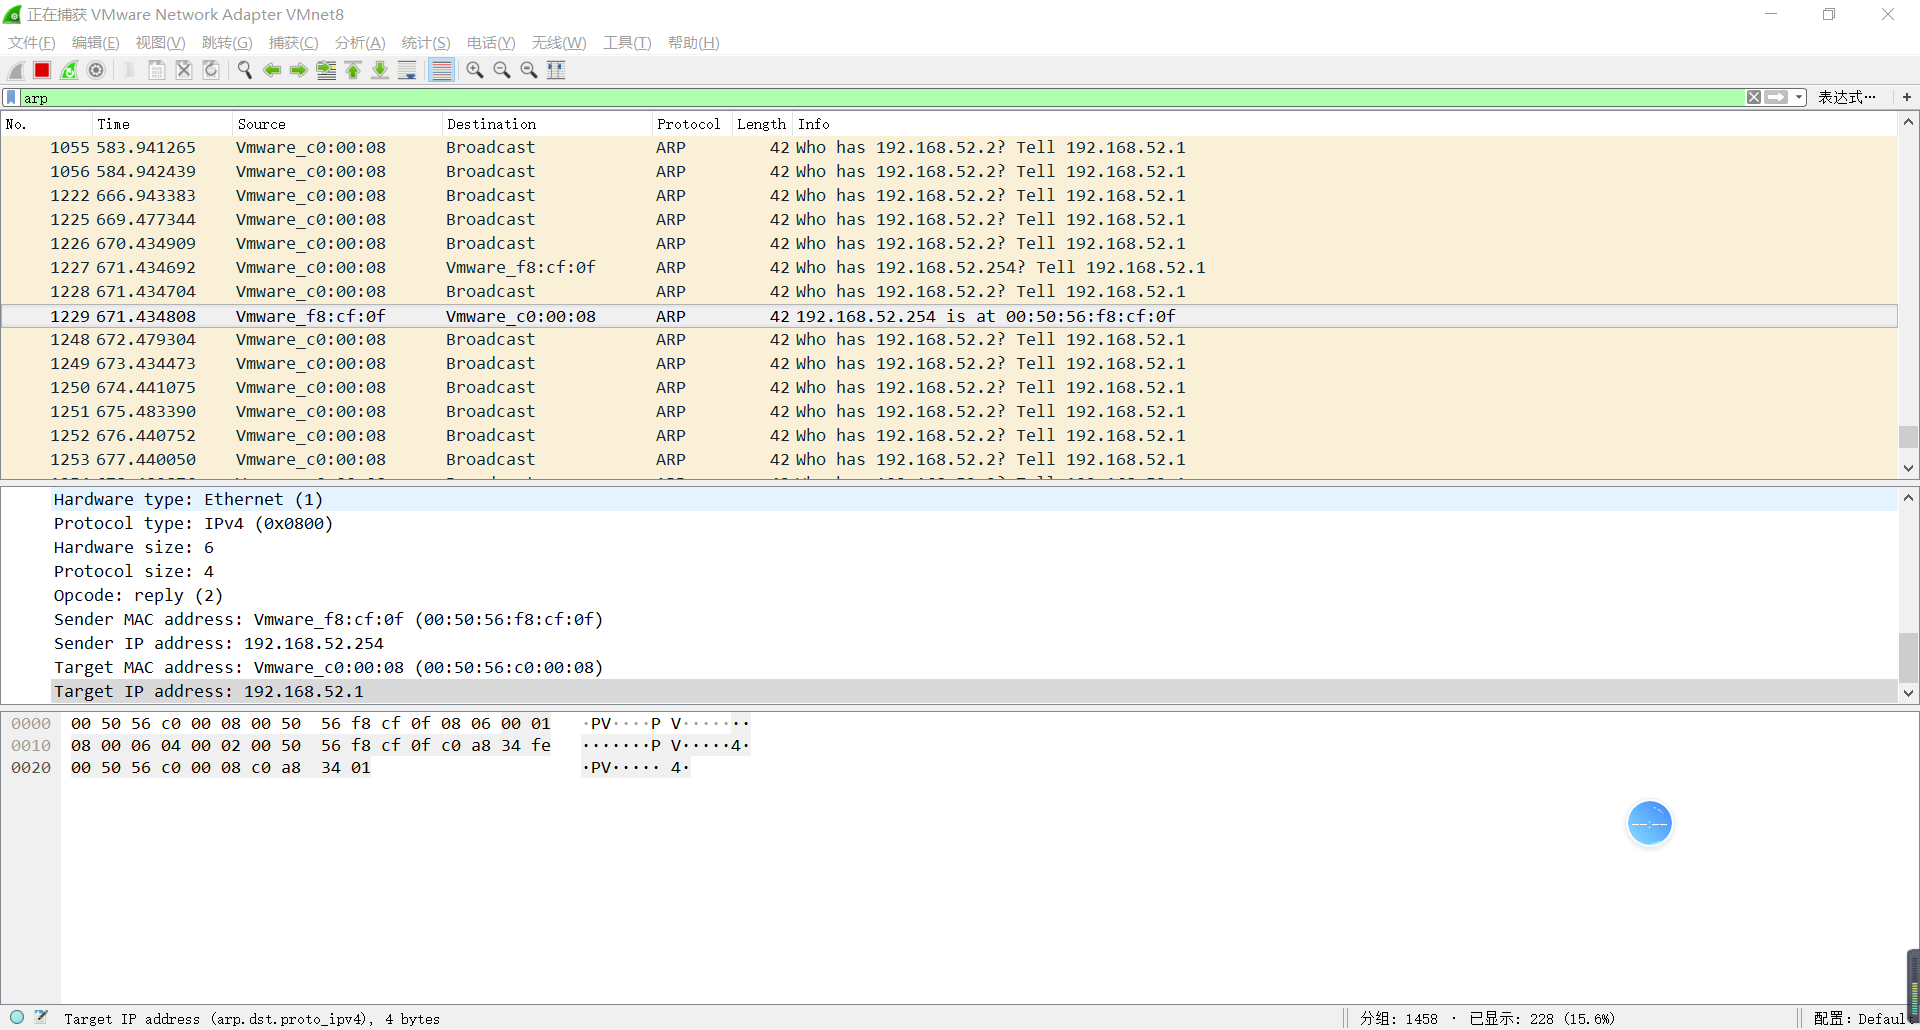 正在捕获 VMware Network Adapter VMnet8
文件(F) 编辑(E) 视图(V) 跳转(G) 捕获(C) 分析(A) 统计(S) 电话(Y) 无线(W) 工具(T) 帮助(H)
arp 表达式… +
No. Time Source Destination Protocol Length Info
1055 583.941265 Vmware_c0:00:08 Broadcast ARP 42 Who has 192.168.52.2? Tell 192.168.52.1
1056 584.942439 Vmware_c0:00:08 Broadcast ARP 42 Who has 192.168.52.2? Tell 192.168.52.1
1222 666.943383 Vmware_c0:00:08 Broadcast ARP 42 Who has 192.168.52.2? Tell 192.168.52.1
1225 669.477344 Vmware_c0:00:08 Broadcast ARP 42 Who has 192.168.52.2? Tell 192.168.52.1
1226 670.434909 Vmware_c0:00:08 Broadcast ARP 42 Who has 192.168.52.2? Tell 192.168.52.1
1227 671.434692 Vmware_c0:00:08 Vmware_f8:cf:0f ARP 42 Who has 192.168.52.254? Tell 192.168.52.1
1228 671.434704 Vmware_c0:00:08 Broadcast ARP 42 Who has 192.168.52.2? Tell 192.168.52.1
1229 671.434808 Vmware_f8:cf:0f Vmware_c0:00:08 ARP 42 192.168.52.254 is at 00:50:56:f8:cf:0f
1248 672.479304 Vmware_c0:00:08 Broadcast ARP 42 Who has 192.168.52.2? Tell 192.168.52.1
1249 673.434473 Vmware_c0:00:08 Broadcast ARP 42 Who has 192.168.52.2? Tell 192.168.52.1
1250 674.441075 Vmware_c0:00:08 Broadcast ARP 42 Who has 192.168.52.2? Tell 192.168.52.1
1251 675.483390 Vmware_c0:00:08 Broadcast ARP 42 Who has 192.168.52.2? Tell 192.168.52.1
1252 676.440752 Vmware_c0:00:08 Broadcast ARP 42 Who has 192.168.52.2? Tell 192.168.52.1
1253 677.440050 Vmware_c0:00:08 Broadcast ARP 42 Who has 192.168.52.2? Tell 192.168.52.1
Hardware type: Ethernet (1)
Protocol type: IPv4 (0x0800)
Hardware size: 6
Protocol size: 4
Opcode: reply (2)
Sender MAC address: Vmware_f8:cf:0f (00:50:56:f8:cf:0f)
Sender IP address: 192.168.52.254
Target MAC address: Vmware_c0:00:08 (00:50:56:c0:00:08)
Target IP address: 192.168.52.1
0000 00 50 56 c0 00 08 00 50 56 f8 cf 0f 08 06 00 01 ·PV····P V·······
0010 08 00 06 04 00 02 00 50 56 f8 cf 0f c0 a8 34 fe ·······P V·····4·
0020 00 50 56 c0 00 08 c0 a8 34 01 ·PV····· 4·
--:--
Target IP address (arp.dst.proto_ipv4), 4 bytes 分组: 1458 · 已显示: 228 (15.6%) 配置: Default